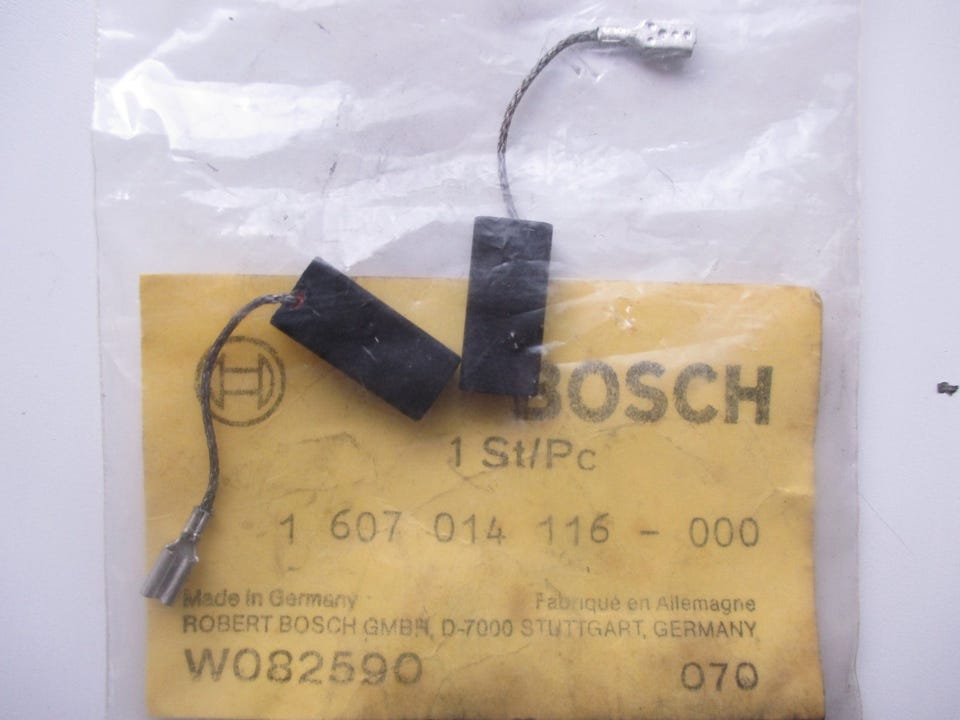 BOSCH
1 St/Pc
1 607 014 116 - 000
Made in Germany Fabriqué en Allemagne
ROBERT BOSCH GMBH, D-7000 STUTTGART, GERMANY
W082590 070